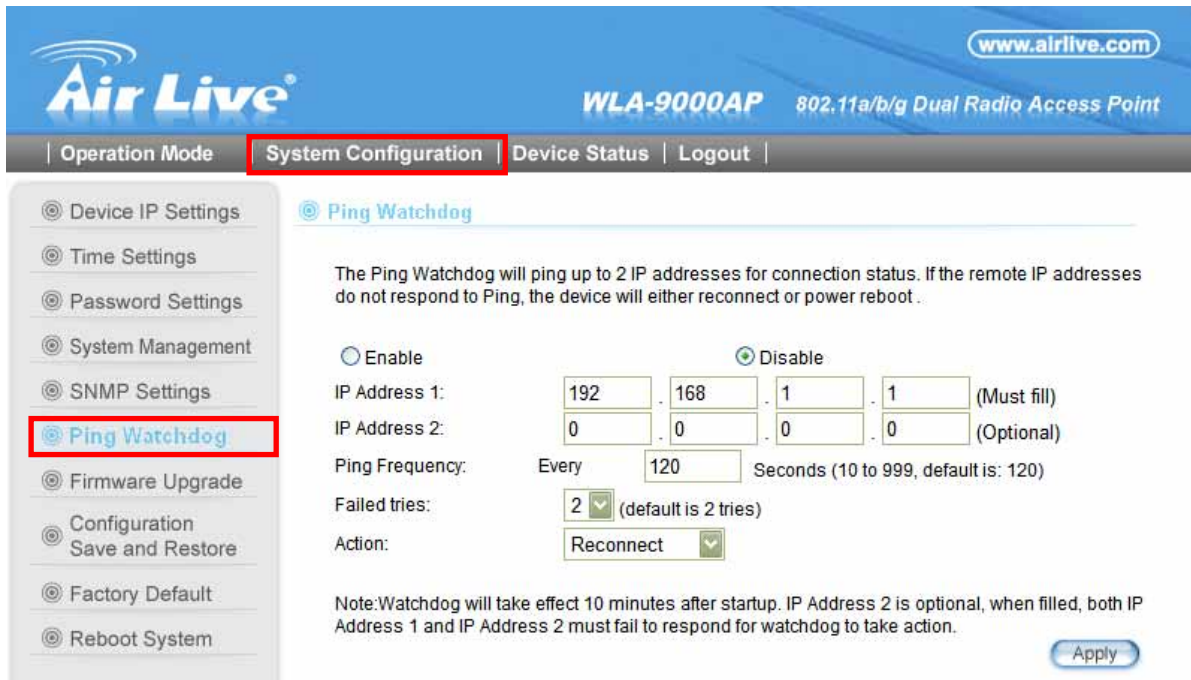 www.airlive.com
Air Live®
WLA-9000AP 802.11a/b/g Dual Radio Access Point
| Operation Mode | System Configuration | Device Status | Logout |
Device IP Settings
Time Settings
Password Settings
System Management
SNMP Settings
Ping Watchdog
Firmware Upgrade
Configuration
Save and Restore
Factory Default
Reboot System
Ping Watchdog
The Ping Watchdog will ping up to 2 IP addresses for connection status. If the remote IP addresses
do not respond to Ping, the device will either reconnect or power reboot .
Enable Disable
IP Address 1: 192 . 168 . 1 . 1 (Must fill)
IP Address 2: 0 . 0 . 0 . 0 (Optional)
Ping Frequency: Every 120 Seconds (10 to 999, default is: 120)
Failed tries: 2 (default is 2 tries)
Action: Reconnect
Note:Watchdog will take effect 10 minutes after startup. IP Address 2 is optional, when filled, both IP
Address 1 and IP Address 2 must fail to respond for watchdog to take action.
Apply